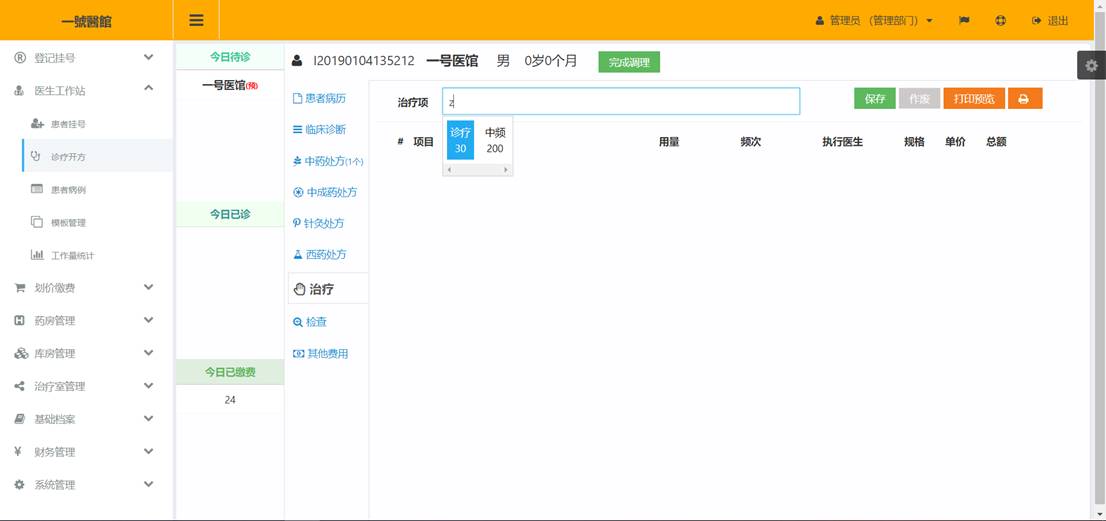 一號醫館
管理员 （管理部门）
退出
登记挂号
医生工作站
患者挂号
诊疗开方
患者病例
模板管理
工作量统计
划价缴费
药房管理
库房管理
治疗室管理
基础档案
财务管理
系统管理
今日待诊
一号医馆(预)
今日已诊
今日已缴费
24
I20190104135212 一号医馆 男 0岁0个月 完成调理
患者病历
临床诊断
中药处方(1个)
中成药处方
针灸处方
西药处方
治疗
检查
其他费用
治疗项 z 保存 作废 打印预览
诊疗 中频
30 200
# 项目 用量 频次 执行医生 规格 单价 总额